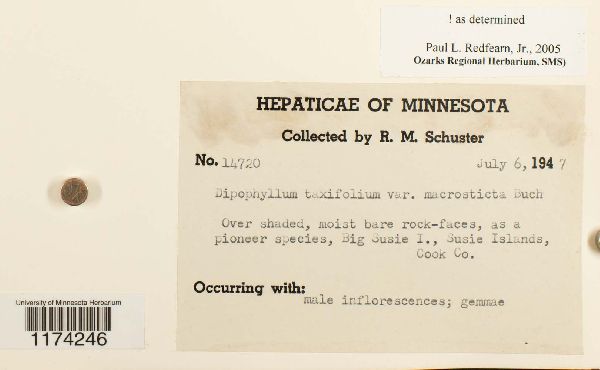 ! as determined
Paul L. Redfearn, Jr., 2005
Ozarks Regional Herbarium, SMS)
HEPATICAE OF MINNESOTA
Collected by R. M. Schuster
No. 14720 July 6, 1947
Dipophyllum taxifolium var. macrosticta Buch
Over shaded, moist bare rock-faces, as a
pioneer species, Big Susie I., Susie Islands,
Cook Co.
Occurring with:
male inflorescences; gemmae
University of Minnesota Herbarium
1174246